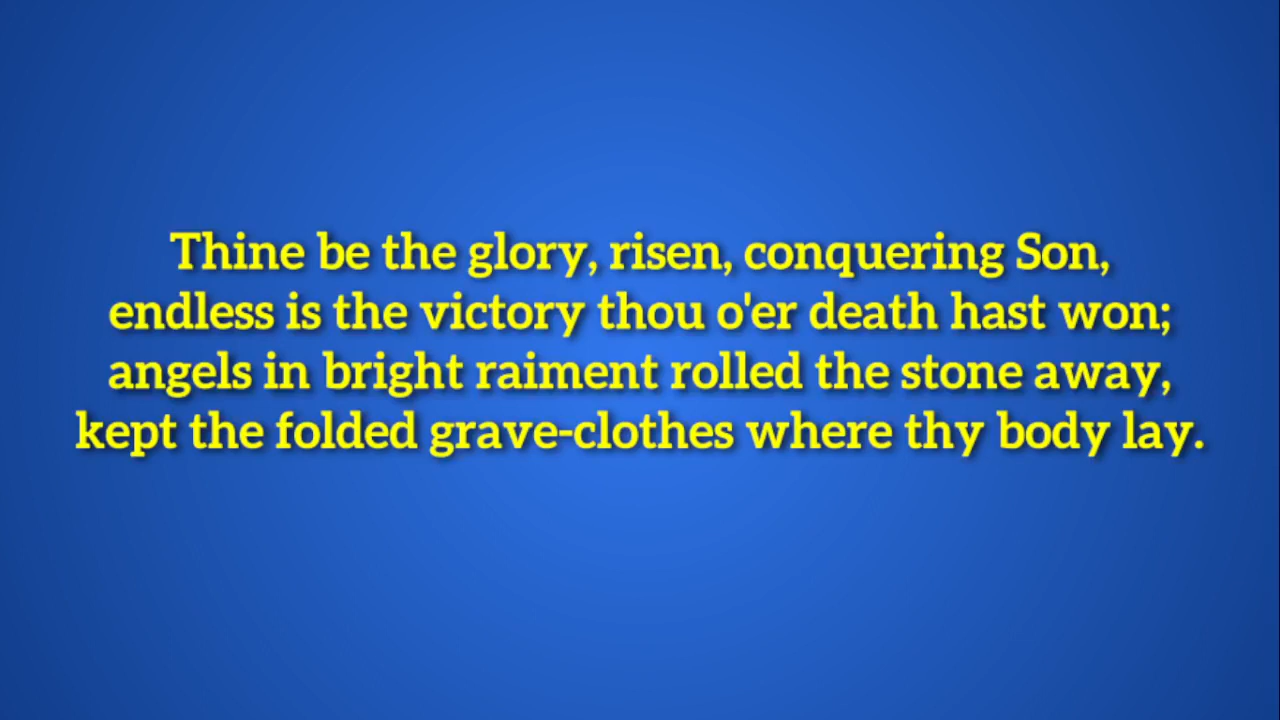 Thine be the glory, risen, conquering Son,
endless is the victory thou o'er death hast won;
angels in bright raiment rolled the stone away,
kept the folded grave-clothes where thy body lay.